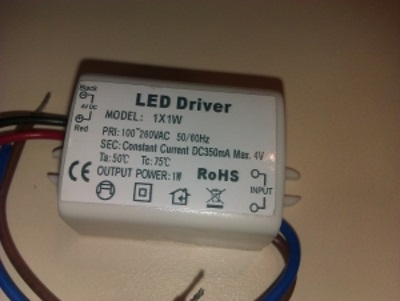 LED Driver
MODEL: 1X1W
PRI: 100~260VAC 50/60Hz
SEC: Constant Current DC350mA Max. 4V
Ta: 50℃ Tc: 75℃
OUTPUT POWER: 1W RoHS
CE
Black
4VDC
Red
INPUT